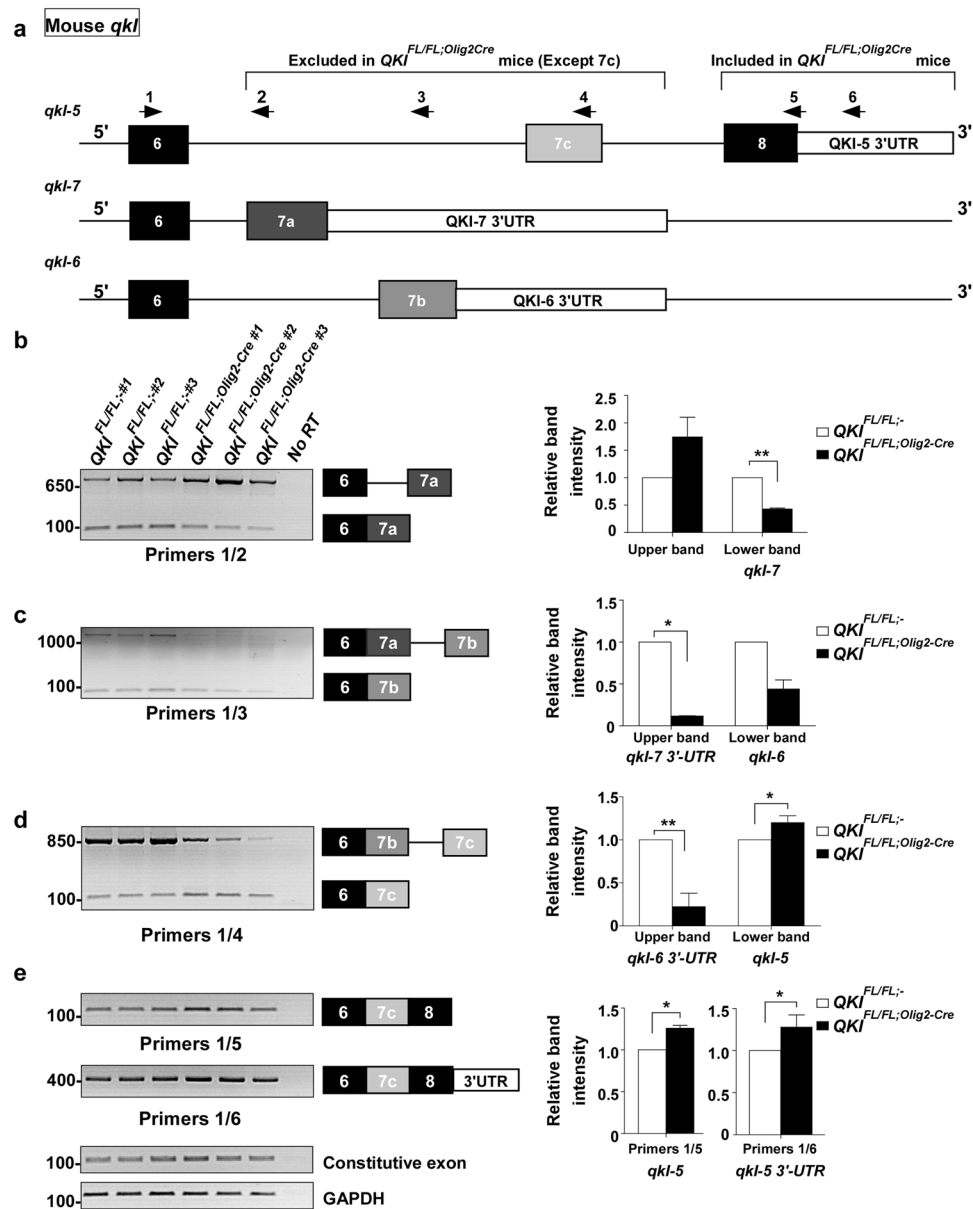 a Mouse qkI
Excluded in QKI FL/FL;Olig2Cre mice (Except 7c)
Included in QKI FL/FL;Olig2Cre mice
qkI-5
1 2 3 4 5 6
5' 6 7c 8 QKI-5 3'UTR 3'
qkI-7
5' 6 7a QKI-7 3'UTR 3'
qkI-6
5' 6 7b QKI-6 3'UTR 3'
b
QKI FL/FL;-#1
QKI FL/FL;-#2
QKI FL/FL;-#3
QKI FL/FL;Olig2-Cre #1
QKI FL/FL;Olig2-Cre #2
QKI FL/FL;Olig2-Cre #3
No RT
650-
100-
Primers 1/2
6 7a
6 7a
Relative band intensity
2.5
2.0
1.5
1.0
0.5
0.0
**
Upper band Lower band
qkI-7
QKI FL/FL;-
QKI FL/FL;Olig2-Cre
c
1000-
100-
Primers 1/3
6 7a 7b
6 7b
Relative band intensity
1.5
1.0
0.5
0
*
Upper band Lower band
qkI-7 3'-UTR qkI-6
QKI FL/FL;-
QKI FL/FL;Olig2-Cre
d
850-
100-
Primers 1/4
6 7b 7c
6 7c
Relative band intensity
1.5
1.0
0.5
0
** *
Upper band Lower band
qkI-6 3'-UTR qkI-5
QKI FL/FL;-
QKI FL/FL;Olig2-Cre
e
100-
Primers 1/5
6 7c 8
400-
Primers 1/6
6 7c 8 3'UTR
100-
Constitutive exon
100-
GAPDH
Relative band intensity
1.5
1.0
0.5
0
*
Primers 1/5
qkI-5
1.5
1.0
0.5
0
*
Primers 1/6
qkI-5 3'-UTR
QKI FL/FL;-
QKI FL/FL;Olig2-Cre